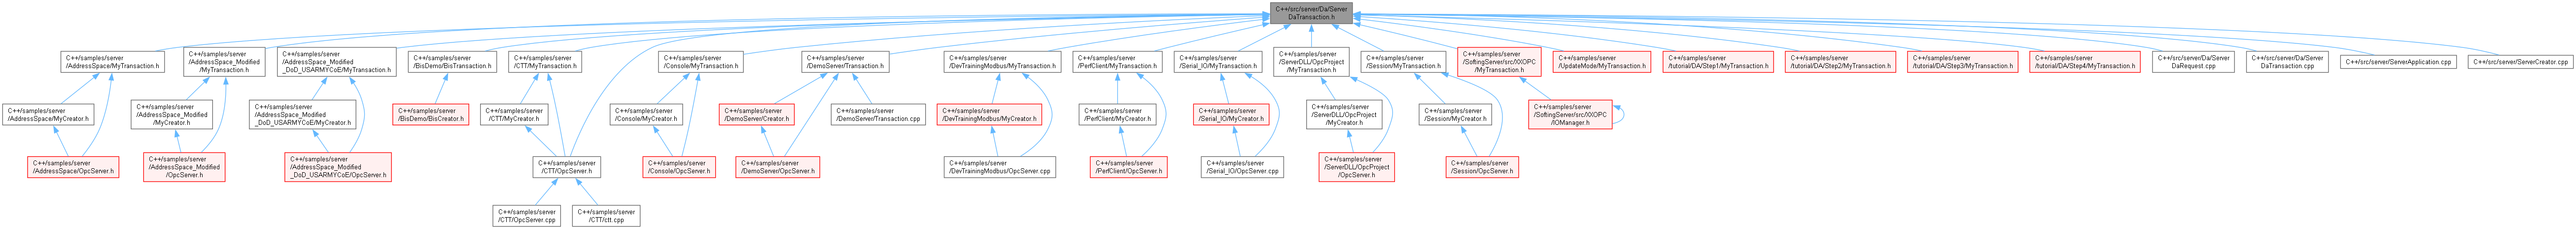 C++/src/server/Da/Server
DaTransaction.h
C++/samples/server
/AddressSpace/MyTransaction.h
C++/samples/server
/AddressSpace_Modified
/MyTransaction.h
C++/samples/server
/AddressSpace_Modified
_DoD_USARMYCoE/MyTransaction.h
C++/samples/server
/BisDemo/BisTransaction.h
C++/samples/server
/CTT/MyTransaction.h
C++/samples/server
/Console/MyTransaction.h
C++/samples/server
/DemoServer/Transaction.h
C++/samples/server
/DevTrainingModbus/MyTransaction.h
C++/samples/server
/PerfClient/MyTransaction.h
C++/samples/server
/Serial_IO/MyTransaction.h
C++/samples/server
/ServerDLL/OpcProject
/MyTransaction.h
C++/samples/server
/Session/MyTransaction.h
C++/samples/server
/SoftingServer/src/XXOPC
/MyTransaction.h
C++/samples/server
/UpdateMode/MyTransaction.h
C++/samples/server
/tutorial/DA/Step1/MyTransaction.h
C++/samples/server
/tutorial/DA/Step2/MyTransaction.h
C++/samples/server
/tutorial/DA/Step3/MyTransaction.h
C++/samples/server
/tutorial/DA/Step4/MyTransaction.h
C++/src/server/Da/Server
DaRequest.cpp
C++/src/server/Da/Server
DaTransaction.cpp
C++/src/server/ServerApplication.cpp
C++/src/server/ServerCreator.cpp
C++/samples/server
/AddressSpace/MyCreator.h
C++/samples/server
/AddressSpace_Modified
/MyCreator.h
C++/samples/server
/AddressSpace_Modified
_DoD_USARMYCoE/MyCreator.h
C++/samples/server
/BisDemo/BisCreator.h
C++/samples/server
/CTT/MyCreator.h
C++/samples/server
/Console/MyCreator.h
C++/samples/server
/DemoServer/Creator.h
C++/samples/server
/DemoServer/Transaction.cpp
C++/samples/server
/DevTrainingModbus/MyCreator.h
C++/samples/server
/PerfClient/MyCreator.h
C++/samples/server
/Serial_IO/MyCreator.h
C++/samples/server
/ServerDLL/OpcProject
/MyCreator.h
C++/samples/server
/Session/MyCreator.h
C++/samples/server
/SoftingServer/src/XXOPC
/IOManager.h
C++/samples/server
/AddressSpace/OpcServer.h
C++/samples/server
/AddressSpace_Modified
/OpcServer.h
C++/samples/server
/AddressSpace_Modified
_DoD_USARMYCoE/OpcServer.h
C++/samples/server
/CTT/OpcServer.h
C++/samples/server
/Console/OpcServer.h
C++/samples/server
/DemoServer/OpcServer.h
C++/samples/server
/DevTrainingModbus/OpcServer.cpp
C++/samples/server
/PerfClient/OpcServer.h
C++/samples/server
/Serial_IO/OpcServer.cpp
C++/samples/server
/ServerDLL/OpcProject
/OpcServer.h
C++/samples/server
/Session/OpcServer.h
C++/samples/server
/CTT/OpcServer.cpp
C++/samples/server
/CTT/ctt.cpp